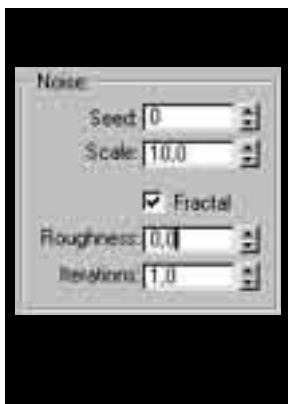 Noise:
Seed: 0
Scale: 10,0
Fractal
Roughness: 0,0
Iterations: 1,0